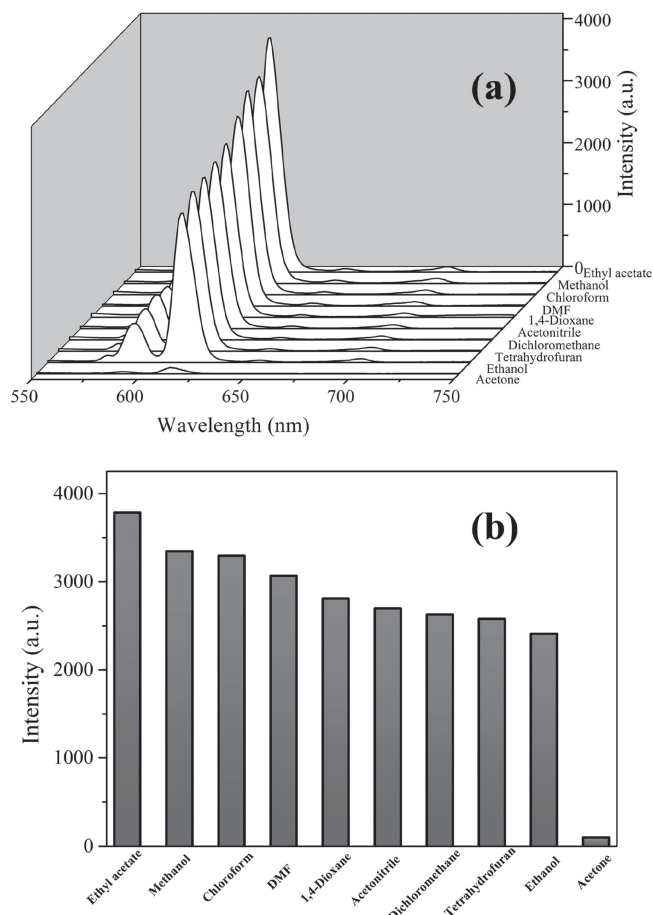 (a)
4000
3000
2000
1000
0
Intensity (a.u.)
Ethyl acetate
Methanol
Chloroform
DMF
1,4-Dioxane
Acetonitrile
Dichloromethane
Tetrahydrofuran
Ethanol
Acetone
550
600
650
700
750
Wavelength (nm)
(b)
4000
3000
2000
1000
0
Intensity (a.u.)
Ethyl acetate
Methanol
Chloroform
DMF
1,4-Dioxane
Acetonitrile
Dichloromethane
Tetrahydrofuran
Ethanol
Acetone